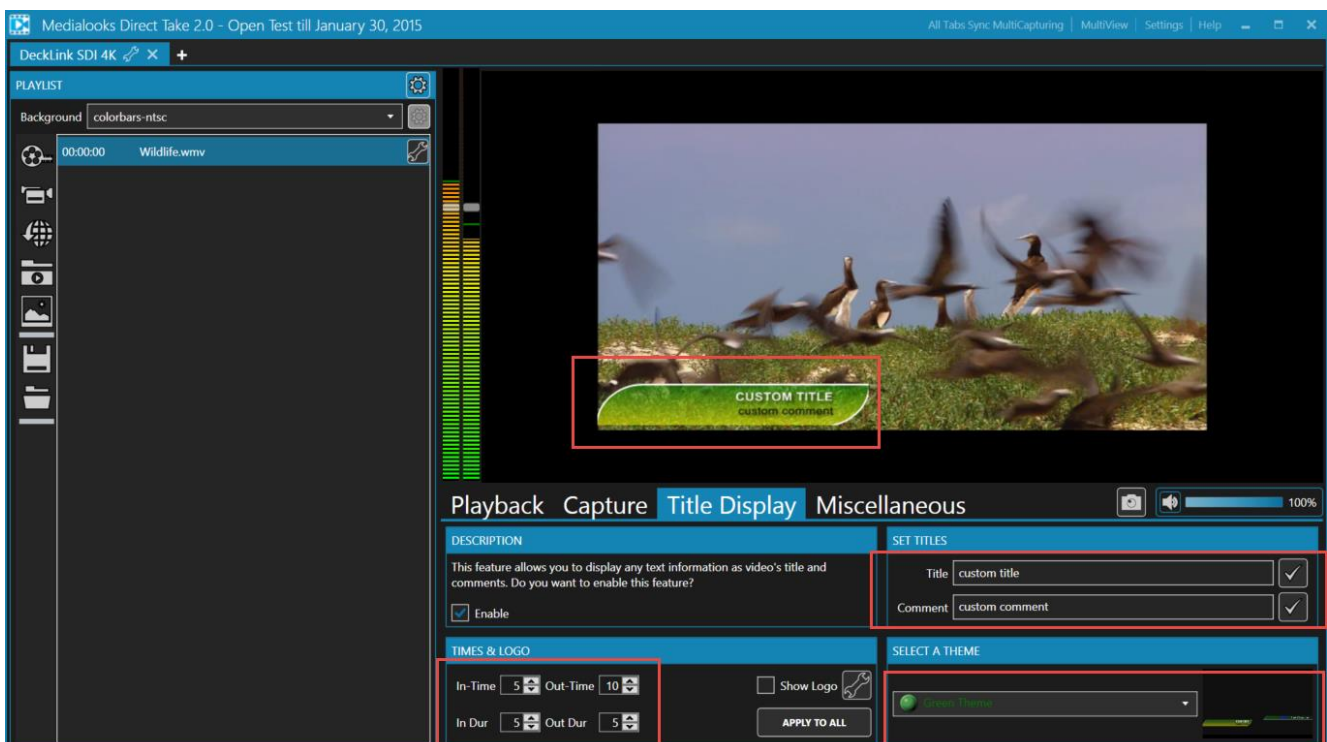 Medialooks Direct Take 2.0 - Open Test till January 30, 2015
All Tabs Sync MultiCapturing | MultiView | Settings | Help
DeckLink SDI 4K
PLAYLIST
Background colorbars-ntsc
00:00:00 Wildlife.wmv
CUSTOM TITLE
custom comment
Playback Capture Title Display Miscellaneous
100%
DESCRIPTION
This feature allows you to display any text information as video's title and
comments. Do you want to enable this feature?
Enable
SET TITLES
Title custom title
Comment custom comment
TIMES & LOGO
In-Time 5 Out-Time 10
Show Logo
In Dur 5 Out Dur 5
APPLY TO ALL
SELECT A THEME
Green Theme